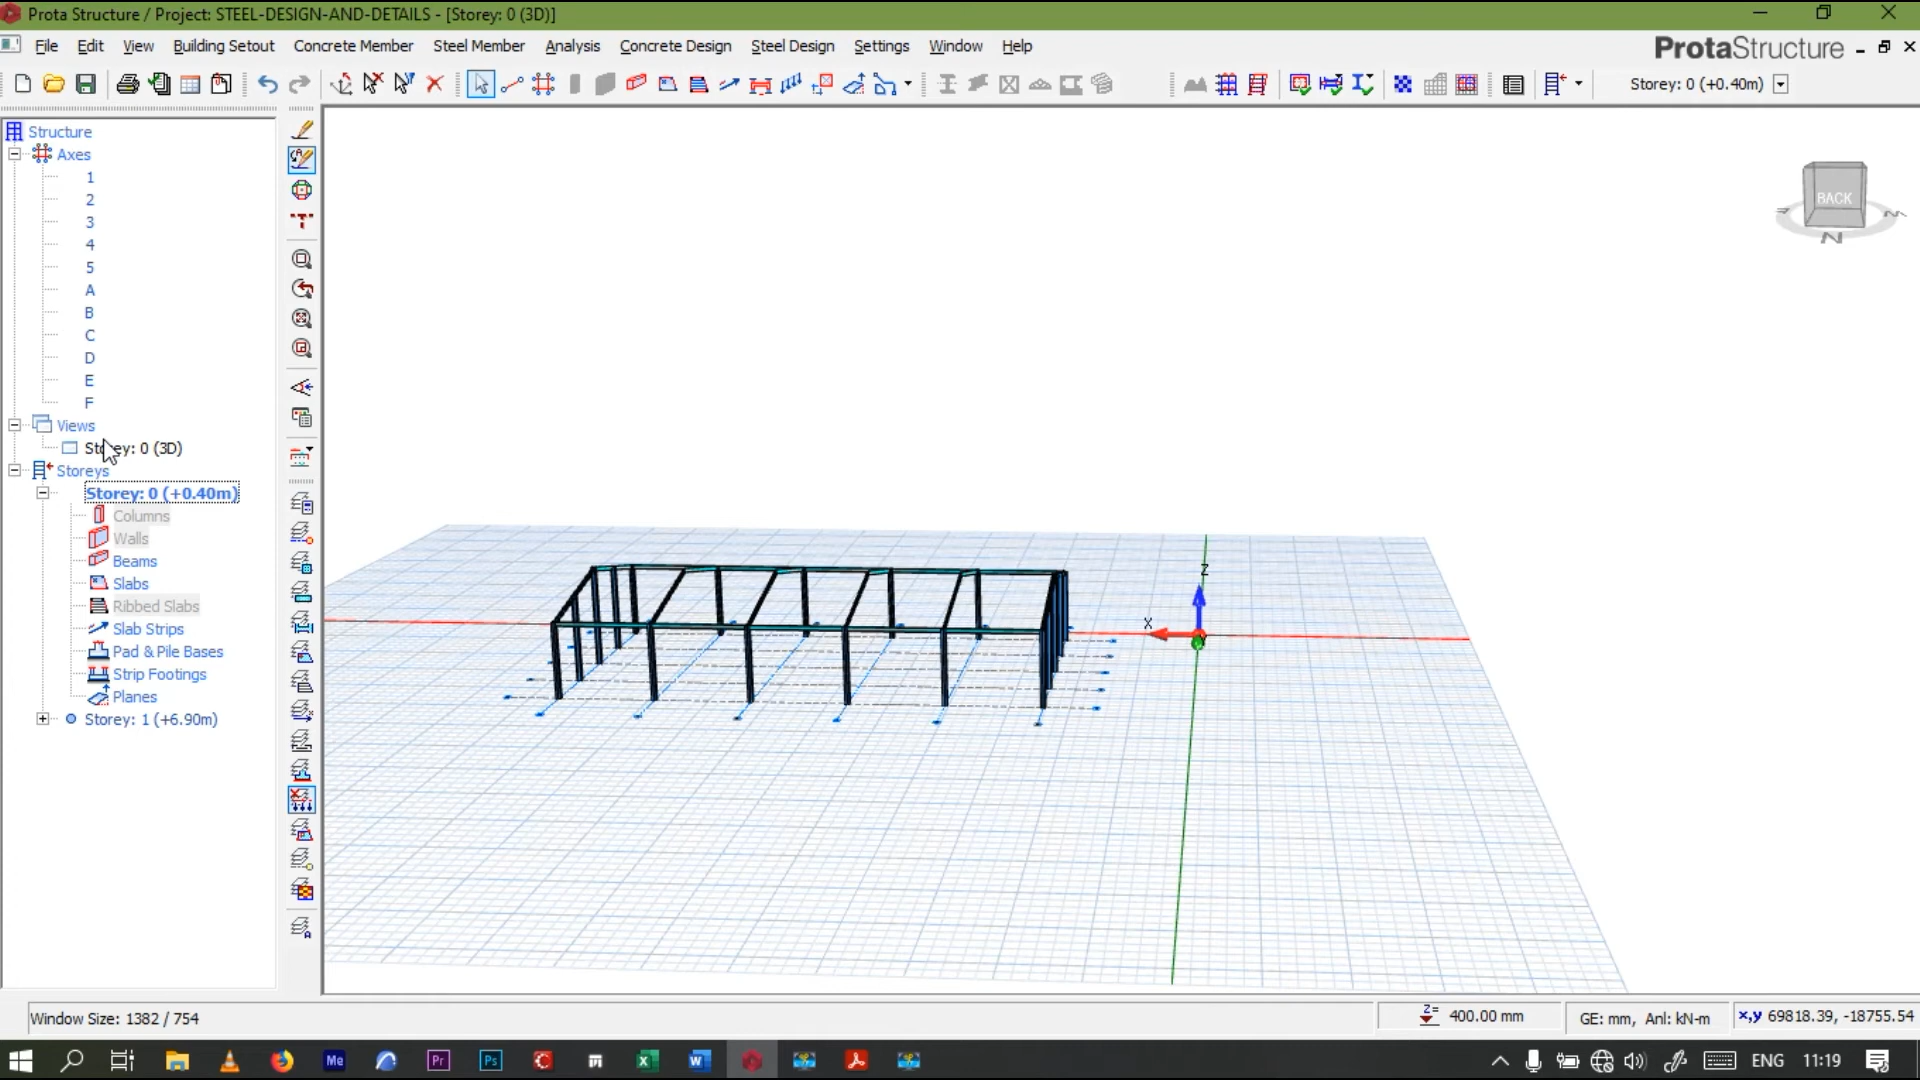 Prota Structure / Project: STEEL-DESIGN-AND-DETAILS - [Storey: 0 (3D)]
File Edit View Building Setout Concrete Member Steel Member Analysis Concrete Design Steel Design Settings Window Help
ProtaStructure
Storey: 0 (+0.40m)
Structure
Axes
1
2
3
4
5
A
B
C
D
E
F
Views
Storey: 0 (3D)
Storeys
Storey: 0 (+0.40m)
Columns
Walls
Beams
Slabs
Ribbed Slabs
Slab Strips
Pad & Pile Bases
Strip Footings
Planes
Storey: 1 (+6.90m)
BACK
N
Z
X
Window Size: 1382 / 754
Z= 400.00 mm
GE: mm, Anl: kN-m
x,y 69818.39, -18755.54
Me
Pr
Ps
ENG
11:19